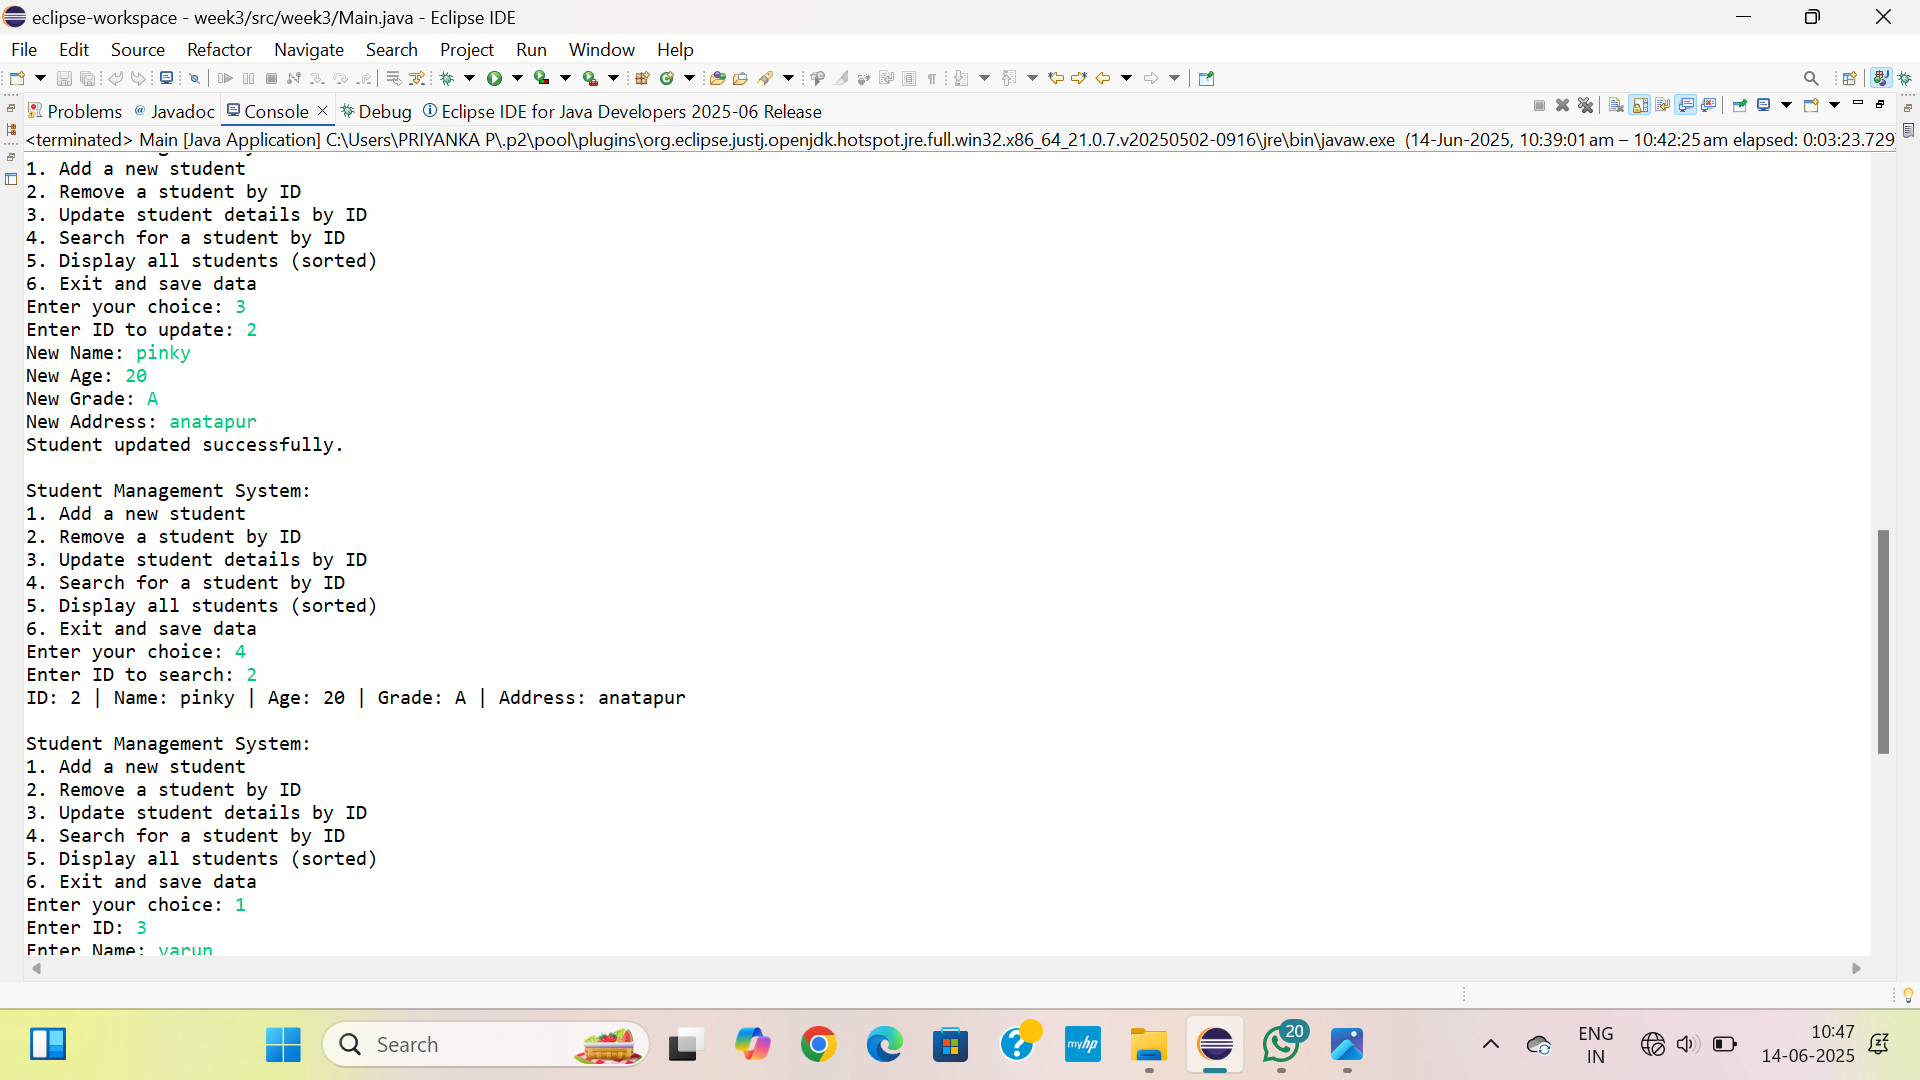 eclipse-workspace - week3/src/week3/Main.java - Eclipse IDE
File Edit Source Refactor Navigate Search Project Run Window Help
Problems Javadoc Console Debug Eclipse IDE for Java Developers 2025-06 Release
<terminated> Main [Java Application] C:\Users\PRIYANKA P\.p2\pool\plugins\org.eclipse.justj.openjdk.hotspot.jre.full.win32.x86_64_21.0.7.v20250502-0916\jre\bin\javaw.exe (14-Jun-2025, 10:39:01 am – 10:42:25 am elapsed: 0:03:23.729
1. Add a new student
2. Remove a student by ID
3. Update student details by ID
4. Search for a student by ID
5. Display all students (sorted)
6. Exit and save data
Enter your choice: 3
Enter ID to update: 2
New Name: pinky
New Age: 20
New Grade: A
New Address: anatapur
Student updated successfully.
Student Management System:
1. Add a new student
2. Remove a student by ID
3. Update student details by ID
4. Search for a student by ID
5. Display all students (sorted)
6. Exit and save data
Enter your choice: 4
Enter ID to search: 2
ID: 2 | Name: pinky | Age: 20 | Grade: A | Address: anatapur
Student Management System:
1. Add a new student
2. Remove a student by ID
3. Update student details by ID
4. Search for a student by ID
5. Display all students (sorted)
6. Exit and save data
Enter your choice: 1
Enter ID: 3
Enter Name: varun
Search
myhp
20
ENG
IN
10:47
14-06-2025